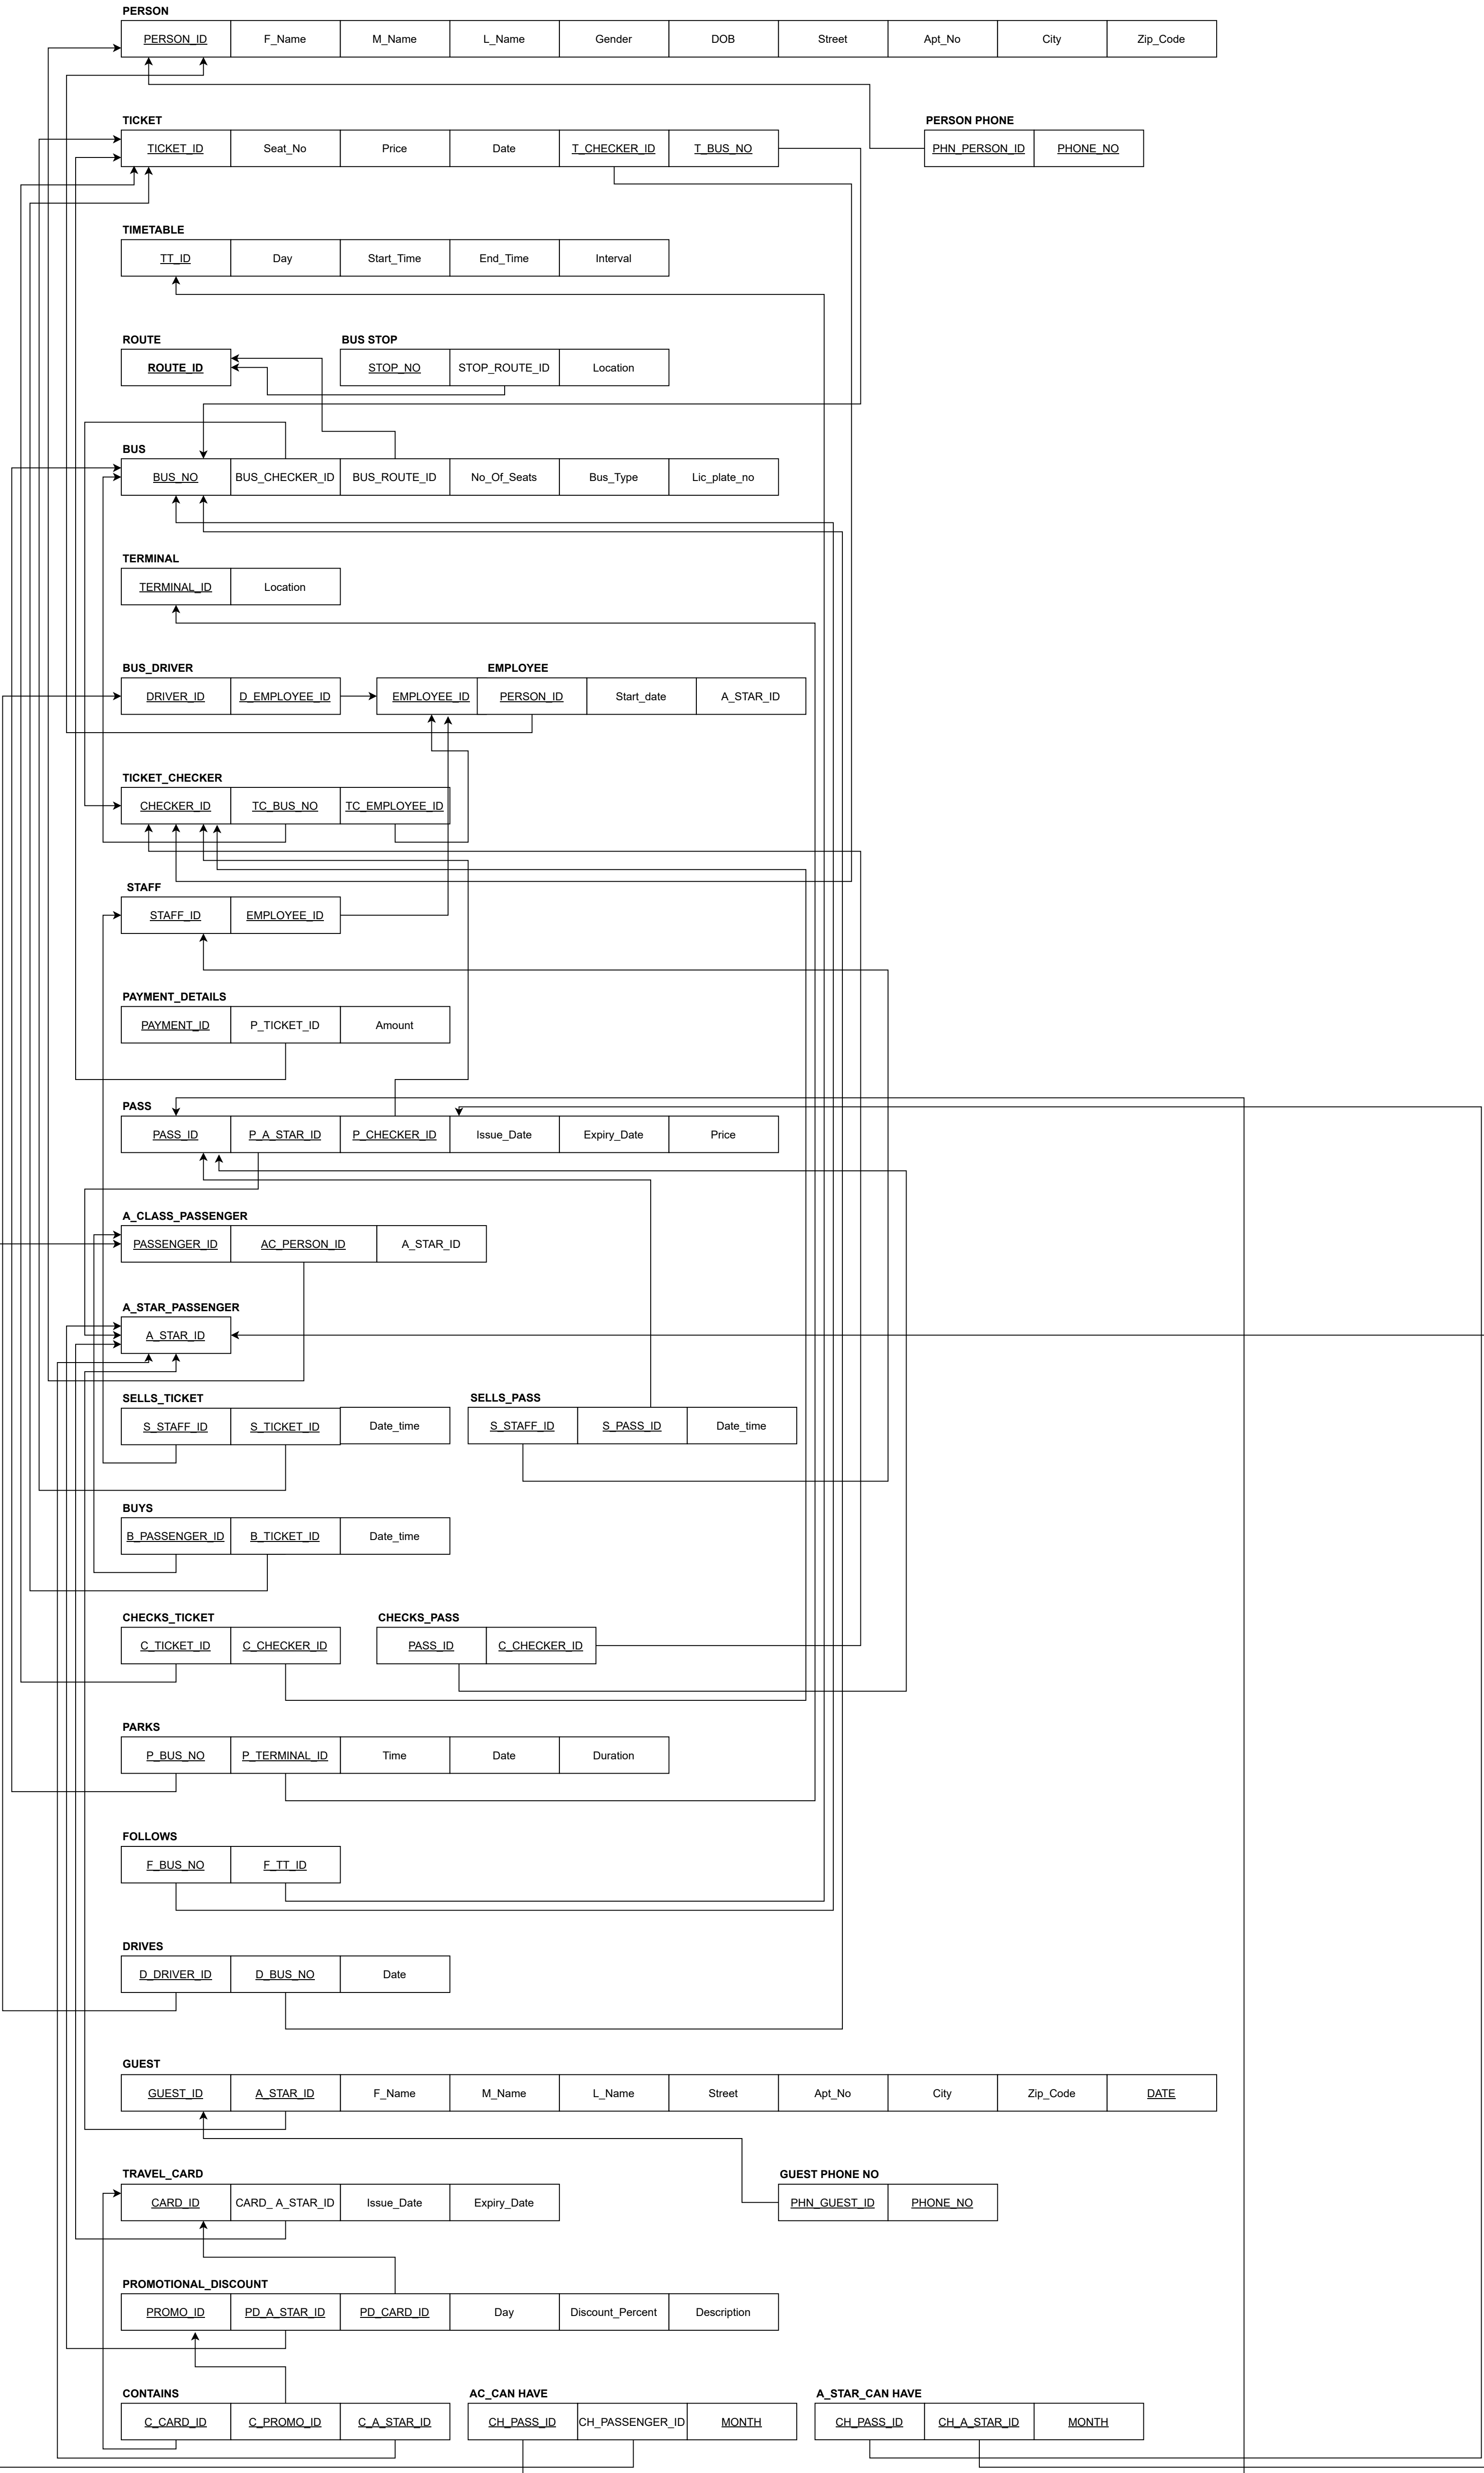 PERSON
PERSON_ID F_Name M_Name L_Name Gender DOB Street Apt_No City Zip_Code
TICKET PERSON PHONE
TICKET_ID Seat_No Price Date T_CHECKER_ID T_BUS_NO PHN_PERSON_ID PHONE_NO
TIMETABLE
TT_ID Day Start_Time End_Time Interval
ROUTE BUS STOP
ROUTE_ID STOP_NO STOP_ROUTE_ID Location
BUS
BUS_NO BUS_CHECKER_ID BUS_ROUTE_ID No_Of_Seats Bus_Type Lic_plate_no
TERMINAL
TERMINAL_ID Location
BUS_DRIVER EMPLOYEE
DRIVER_ID D_EMPLOYEE_ID EMPLOYEE_ID PERSON_ID Start_date A_STAR_ID
TICKET_CHECKER
CHECKER_ID TC_BUS_NO TC_EMPLOYEE_ID
STAFF
STAFF_ID EMPLOYEE_ID
PAYMENT_DETAILS
PAYMENT_ID P_TICKET_ID Amount
PASS
PASS_ID P_A_STAR_ID P_CHECKER_ID Issue_Date Expiry_Date Price
A_CLASS_PASSENGER
PASSENGER_ID AC_PERSON_ID A_STAR_ID
A_STAR_PASSENGER
A_STAR_ID
SELLS_TICKET SELLS_PASS
S_STAFF_ID S_TICKET_ID Date_time S_STAFF_ID S_PASS_ID Date_time
BUYS
B_PASSENGER_ID B_TICKET_ID Date_time
CHECKS_TICKET CHECKS_PASS
C_TICKET_ID C_CHECKER_ID PASS_ID C_CHECKER_ID
PARKS
P_BUS_NO P_TERMINAL_ID Time Date Duration
FOLLOWS
F_BUS_NO F_TT_ID
DRIVES
D_DRIVER_ID D_BUS_NO Date
GUEST
GUEST_ID A_STAR_ID F_Name M_Name L_Name Street Apt_No City Zip_Code DATE
TRAVEL_CARD GUEST PHONE NO
CARD_ID CARD_ A_STAR_ID Issue_Date Expiry_Date PHN_GUEST_ID PHONE_NO
PROMOTIONAL_DISCOUNT
PROMO_ID PD_A_STAR_ID PD_CARD_ID Day Discount_Percent Description
CONTAINS AC_CAN HAVE A_STAR_CAN HAVE
C_CARD_ID C_PROMO_ID C_A_STAR_ID CH_PASS_ID CH_PASSENGER_ID MONTH CH_PASS_ID CH_A_STAR_ID MONTH